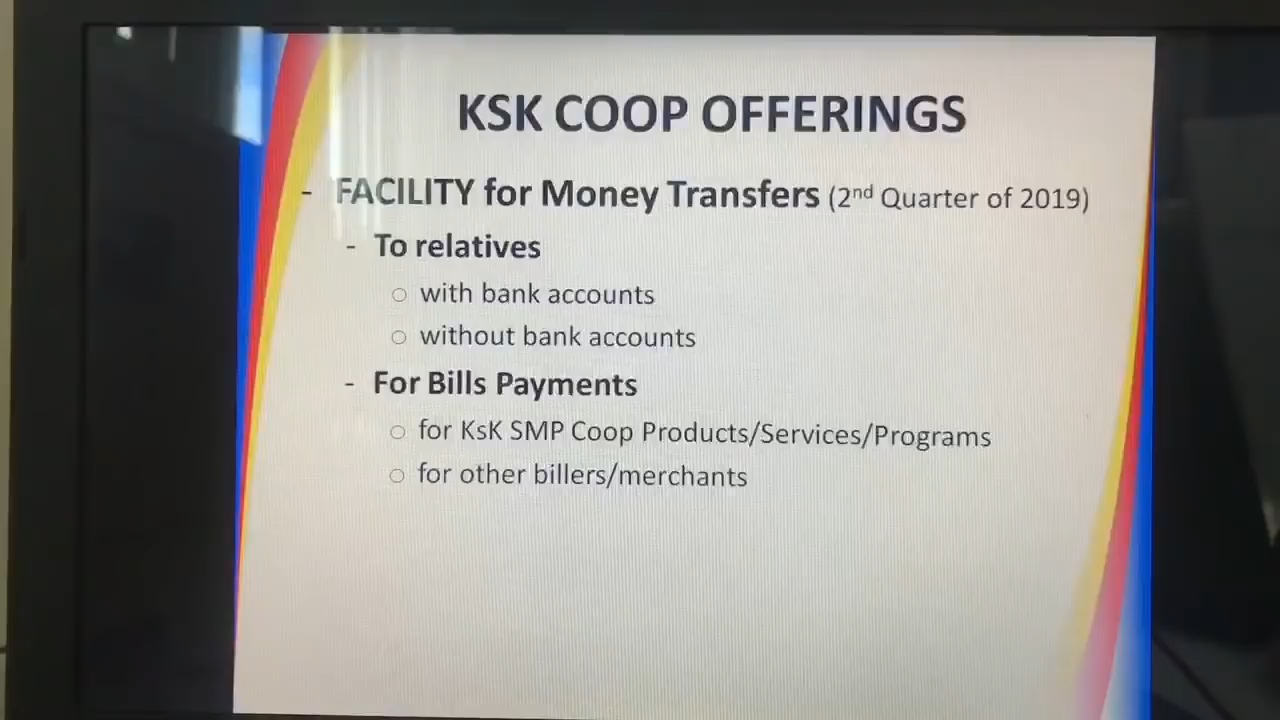 KSK COOP OFFERINGS
- FACILITY for Money Transfers (2nd Quarter of 2019)
- To relatives
○ with bank accounts
○ without bank accounts
- For Bills Payments
○ for KsK SMP Coop Products/Services/Programs
○ for other billers/merchants